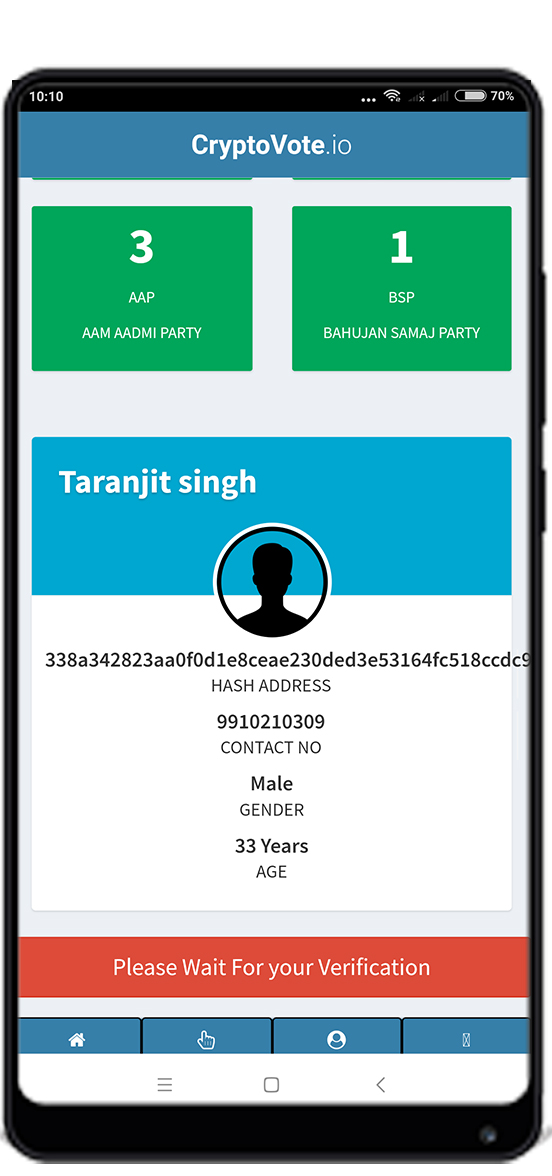 10:10
70%
CryptoVote.io
3
AAP
AAM AADMI PARTY
1
BSP
BAHUJAN SAMAJ PARTY
Taranjit singh
338a342823aa0f0d1e8ceae230ded3e53164fc518ccdc9
HASH ADDRESS
9910210309
CONTACT NO
Male
GENDER
33 Years
AGE
Please Wait For your Verification